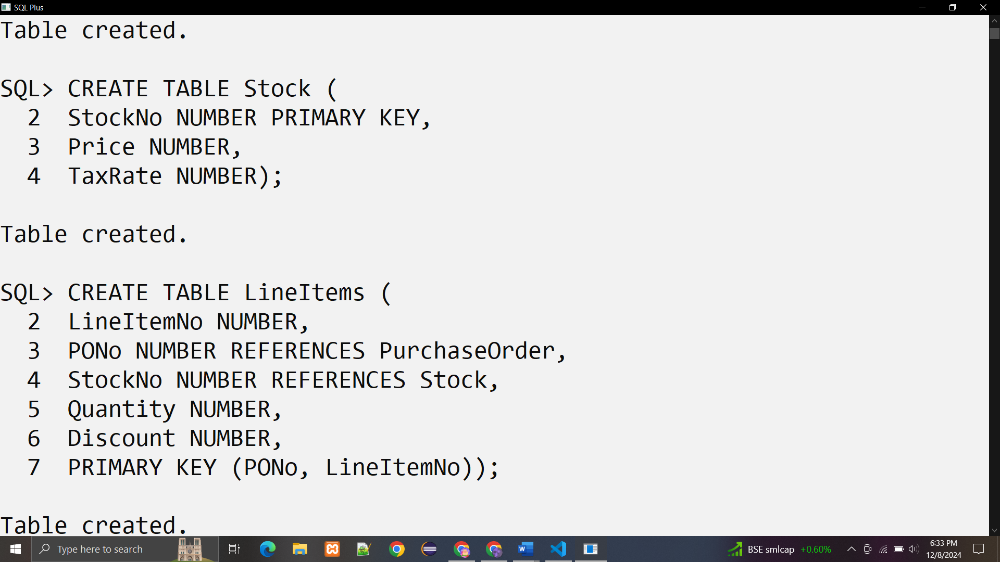 SQL Plus
Table created.
SQL> CREATE TABLE Stock (
  2  StockNo NUMBER PRIMARY KEY,
  3  Price NUMBER,
  4  TaxRate NUMBER);
Table created.
SQL> CREATE TABLE LineItems (
  2  LineItemNo NUMBER,
  3  PONo NUMBER REFERENCES PurchaseOrder,
  4  StockNo NUMBER REFERENCES Stock,
  5  Quantity NUMBER,
  6  Discount NUMBER,
  7  PRIMARY KEY (PONo, LineItemNo));
Table created.
Type here to search
BSE smlcap +0.60%
6:33 PM
12/8/2024